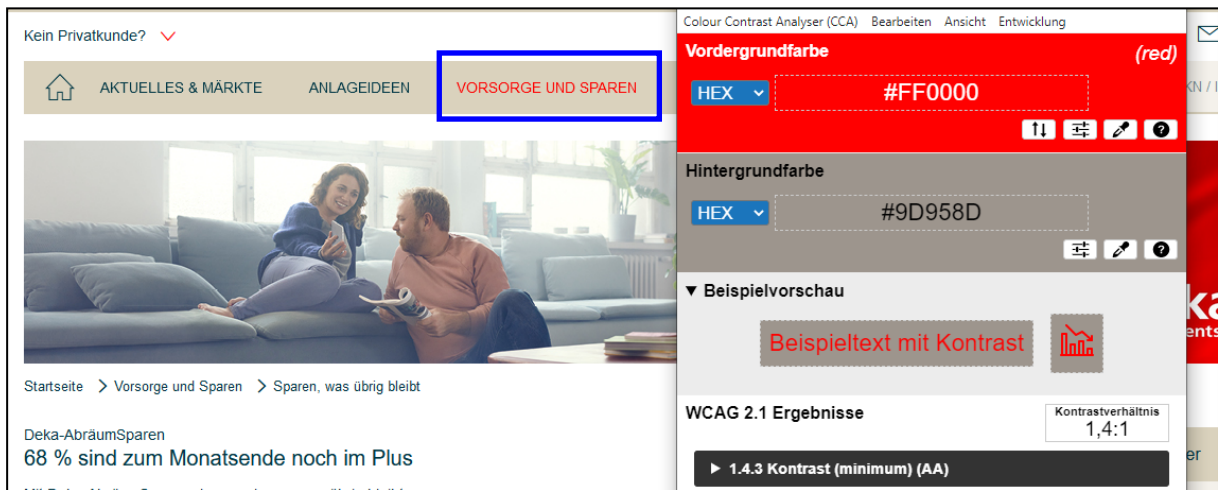 Kein Privatkunde?
AKTUELLES & MÄRKTE ANLAGEIDEEN VORSORGE UND SPAREN
Startseite Vorsorge und Sparen Sparen, was übrig bleibt
Deka-AbräumSparen
68 % sind zum Monatsende noch im Plus
Colour Contrast Analyser (CCA) Bearbeiten Ansicht Entwicklung
Vordergrundfarbe (red)
HEX #FF0000
Hintergrundfarbe
HEX #9D958D
Beispielvorschau
Beispieltext mit Kontrast
WCAG 2.1 Ergebnisse
Kontrastverhältnis
1,4:1
1.4.3 Kontrast (minimum) (AA)